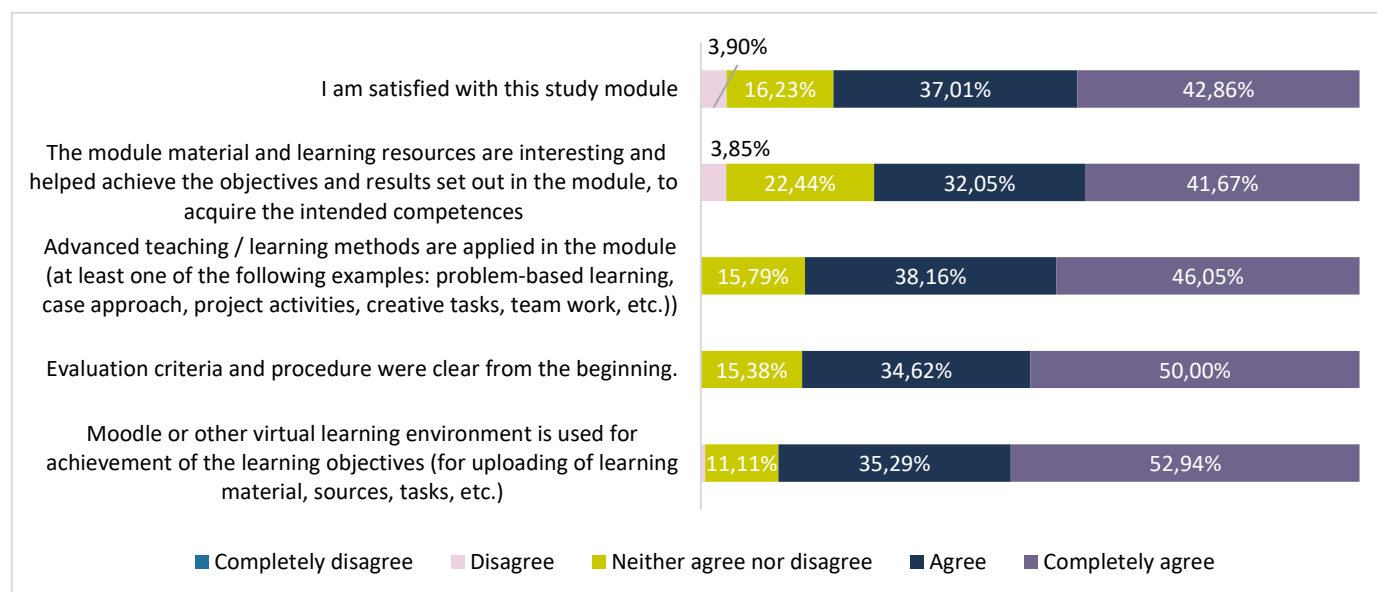 3,90%
I am satisfied with this study module
16,23%
37,01%
42,86%
The module material and learning resources are interesting and
helped achieve the objectives and results set out in the module, to
acquire the intended competences
3,85%
22,44%
32,05%
41,67%
Advanced teaching / learning methods are applied in the module
(at least one of the following examples: problem-based learning,
case approach, project activities, creative tasks, team work, etc.))
15,79%
38,16%
46,05%
Evaluation criteria and procedure were clear from the beginning.
15,38%
34,62%
50,00%
Moodle or other virtual learning environment is used for
achievement of the learning objectives (for uploading of learning
material, sources, tasks, etc.)
11,11%
35,29%
52,94%
Completely disagree
Disagree
Neither agree nor disagree
Agree
Completely agree